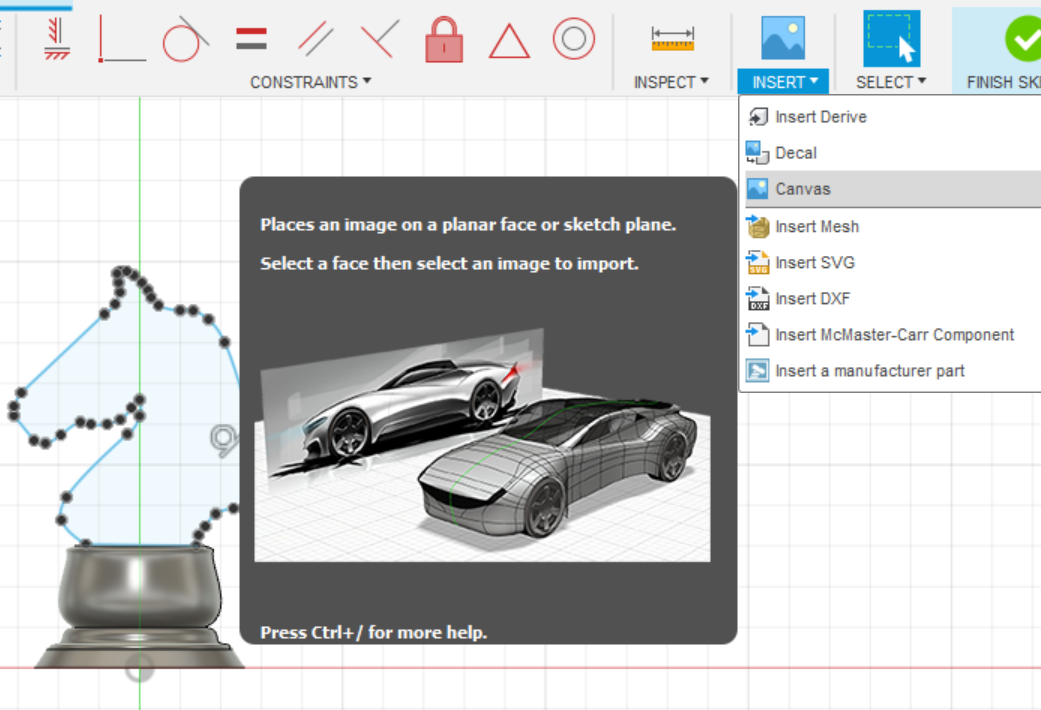 CONSTRAINTS
INSPECT
INSERT
SELECT
FINISH SK
Insert Derive
Decal
Canvas
Insert Mesh
SVG
Insert SVG
DXF
Insert DXF
Insert McMaster-Carr Component
Insert a manufacturer part
Places an image on a planar face or sketch plane.
Select a face then select an image to import.
Press Ctrl+/ for more help.